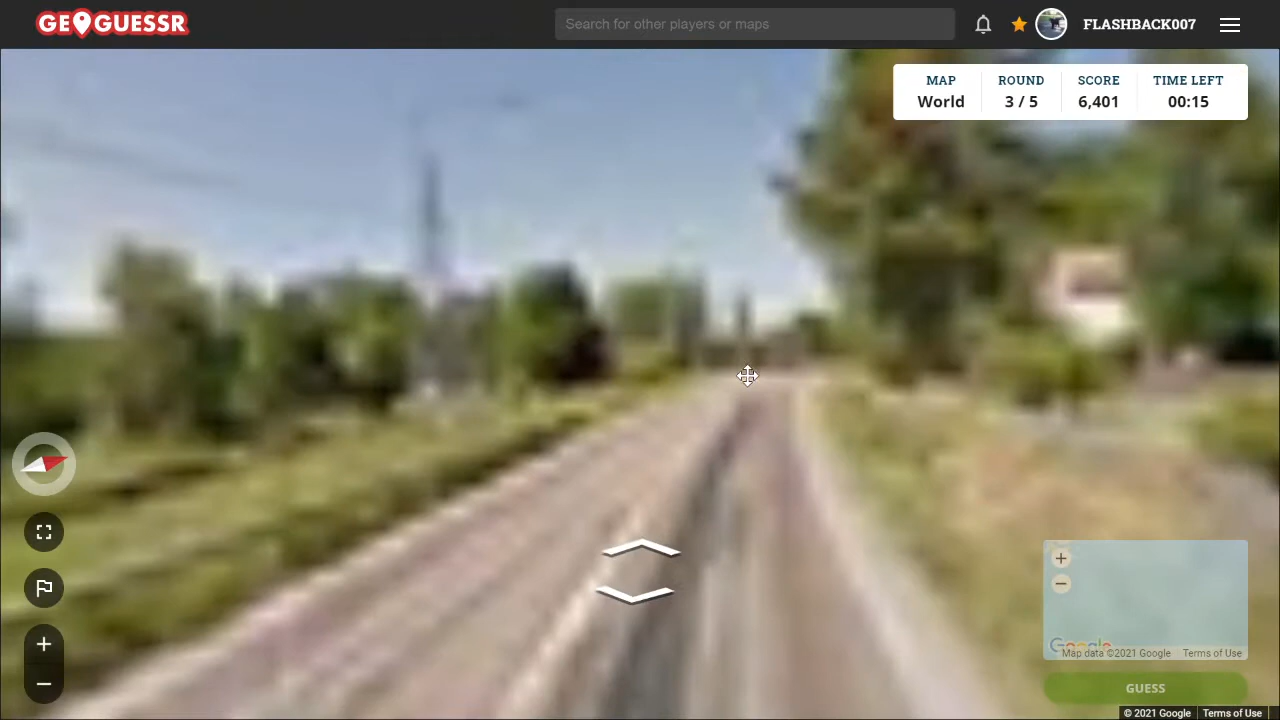 GEOGUESSR
Search for other players or maps
FLASHBACK007
MAP
World
ROUND
3 / 5
SCORE
6,401
TIME LEFT
00:15
Google
Map data ©2021 Google
Terms of Use
GUESS
© 2021 Google
Terms of Use